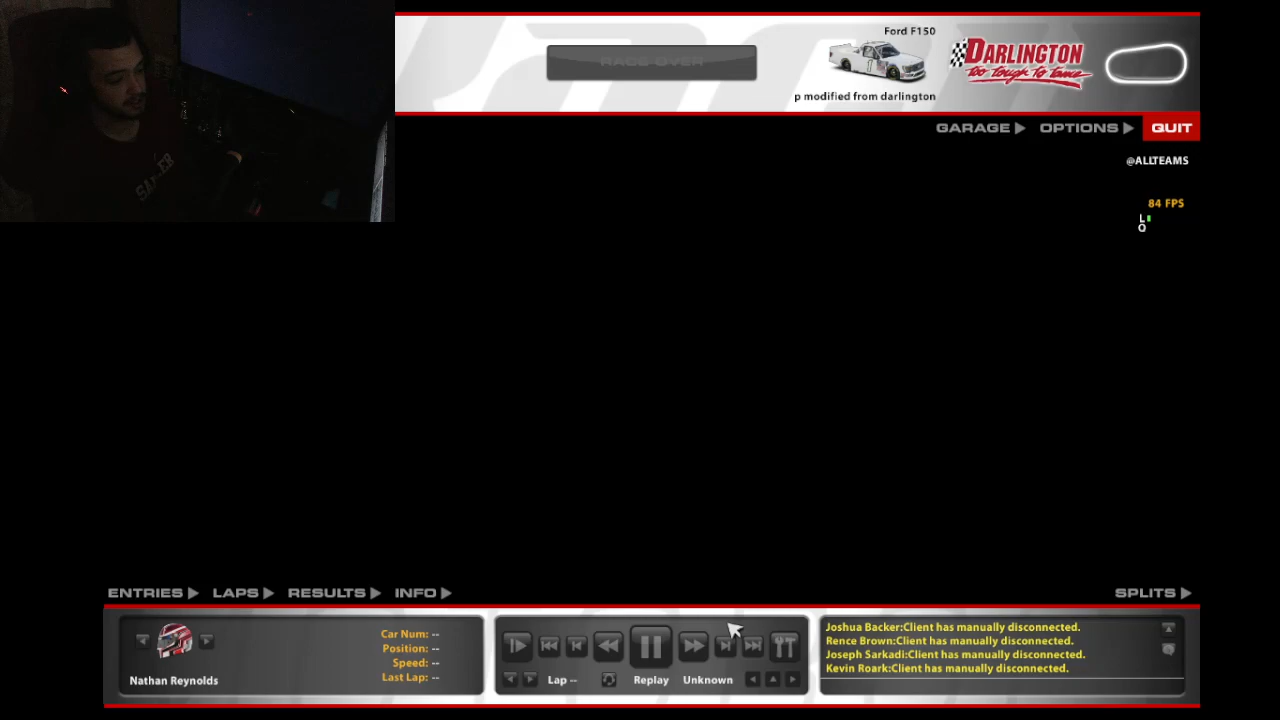 RACE OVER
Ford F150
DARLINGTON
TOO TOUGH TO TAME
p modified from darlington
GARAGE
OPTIONS
QUIT
@ALLTEAMS
84 FPS
L
Q
ENTRIES
LAPS
RESULTS
INFO
SPLITS
Nathan Reynolds
Car Num: --
Position: --
Speed: --
Last Lap: --
Lap --
Replay
Unknown
Joshua Backer:Client has manually disconnected.
Rence Brown:Client has manually disconnected.
Joseph Sarkadi:Client has manually disconnected.
Kevin Roark:Client has manually disconnected.